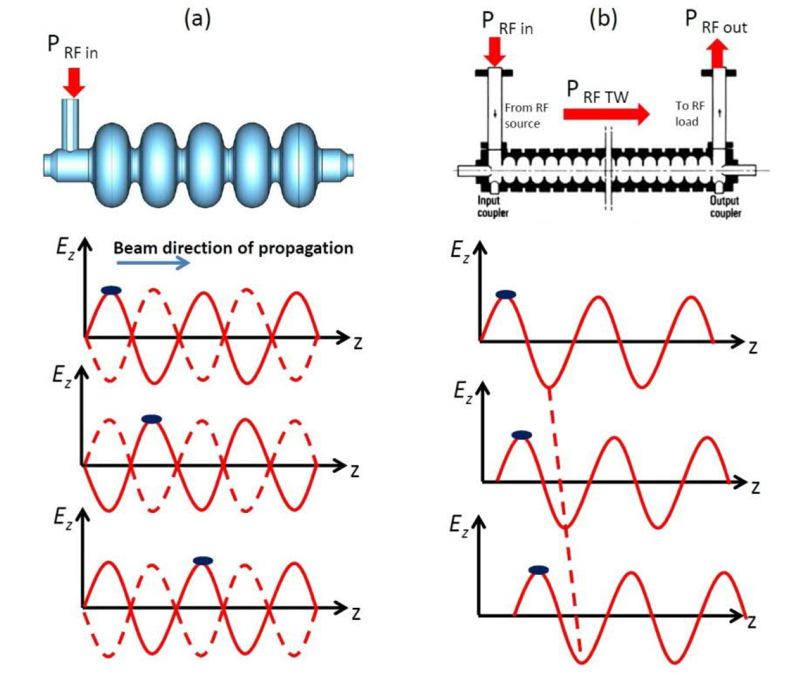 (a)
P RF in
Beam direction of propagation
E z
z
E z
z
E z
z
(b)
P RF in
P RF out
P RF TW
From RF
source
To RF
load
Input
coupler
Output
coupler
E z
z
E z
z
E z
z